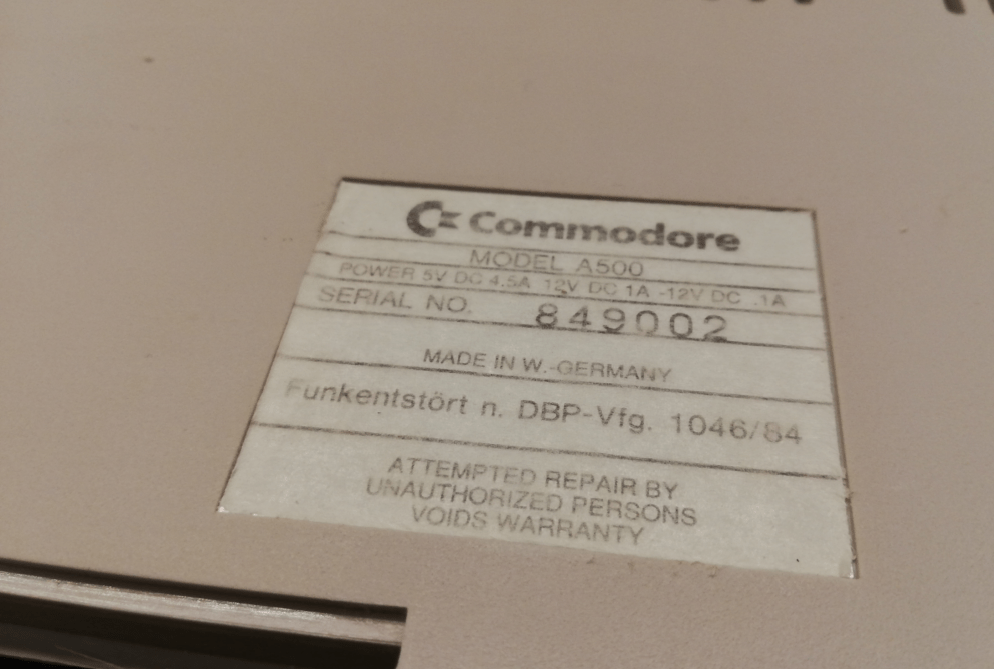 Commodore
MODEL A500
POWER 5V DC 4.5A 12V DC 1A -12V DC .1A
SERIAL NO. 849002
MADE IN W.-GERMANY
Funkentstört n. DBP-Vfg. 1046/84
ATTEMPTED REPAIR BY
UNAUTHORIZED PERSONS
VOIDS WARRANTY